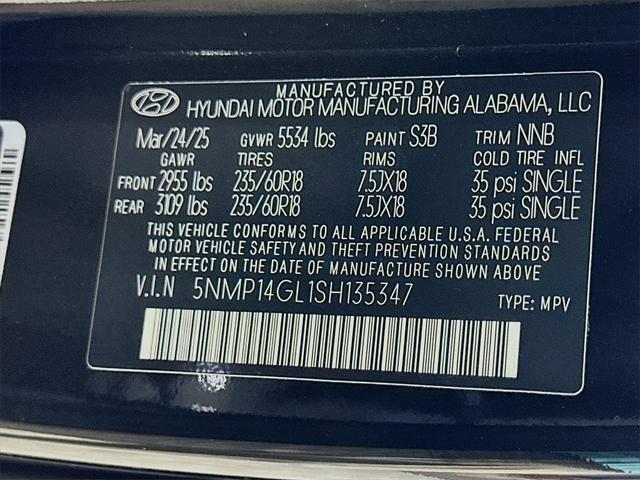 MANUFACTURED BY
HYUNDAI MOTOR MANUFACTURING ALABAMA, LLC
Mar/24/25 GVWR 5534 lbs PAINT S3B TRIM NNB
GAWR TIRES RIMS COLD TIRE INFL
FRONT 2955 lbs 235/60R18 7.5JX18 35 psi SINGLE
REAR 3109 lbs 235/60R18 7.5JX18 35 psi SINGLE
THIS VEHICLE CONFORMS TO ALL APPLICABLE U.S.A. FEDERAL
MOTOR VEHICLE SAFETY AND THEFT PREVENTION STANDARDS
IN EFFECT ON THE DATE OF MANUFACTURE SHOWN ABOVE
V.I.N 5NMP14GL1SH135347 TYPE: MPV